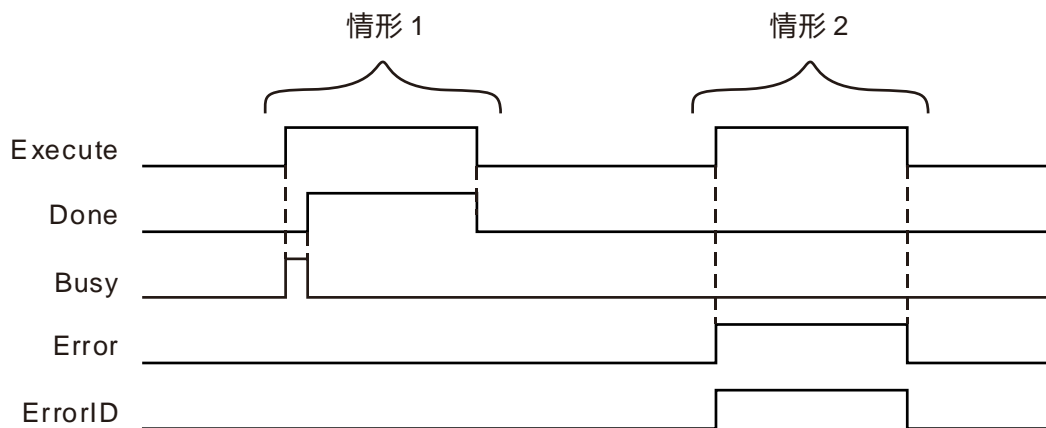 情形 1
情形 2
Execute
Done
Busy
Error
ErrorID